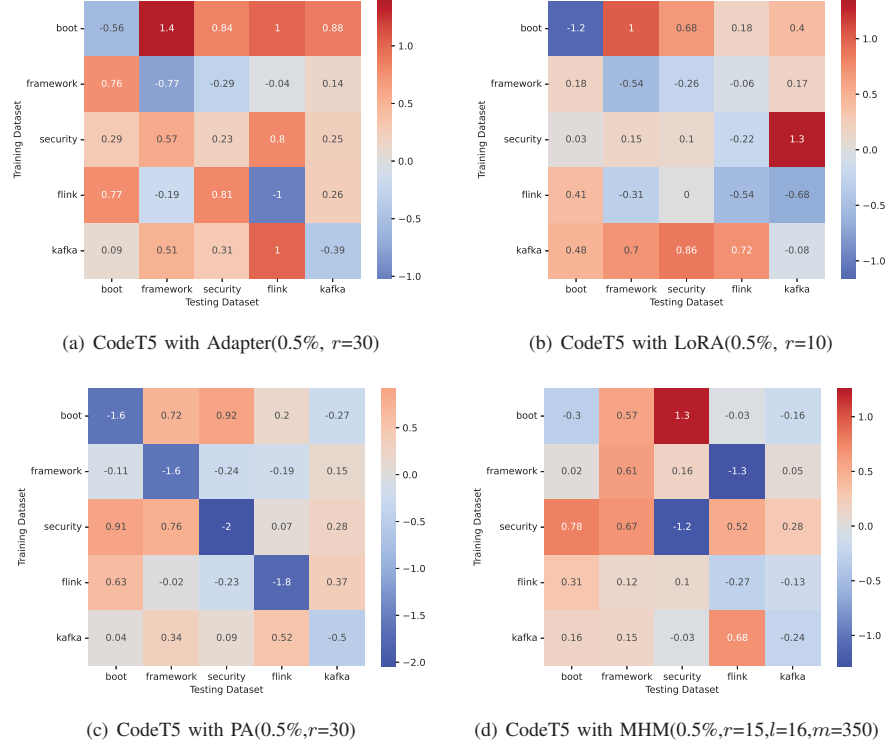 boot -0.56 1.4 0.84 1 0.88
framework 0.76 -0.77 -0.29 -0.04 0.14
security 0.29 0.57 0.23 0.8 0.25
flink 0.77 -0.19 0.81 -1 0.26
kafka 0.09 0.51 0.31 1 -0.39
boot framework security flink kafka
Testing Dataset
Training Dataset
1.0
0.5
0.0
−0.5
−1.0
(a) CodeT5 with Adapter(0.5%, r=30)
boot -1.2 1 0.68 0.18 0.4
framework 0.18 -0.54 -0.26 -0.06 0.17
security 0.03 0.15 0.1 -0.22 1.3
flink 0.41 -0.31 0 -0.54 -0.68
kafka 0.48 0.7 0.86 0.72 -0.08
boot framework security flink kafka
Testing Dataset
Training Dataset
1.0
0.5
0.0
−0.5
−1.0
(b) CodeT5 with LoRA(0.5%, r=10)
boot -1.6 0.72 0.92 0.2 -0.27
framework -0.11 -1.6 -0.24 -0.19 0.15
security 0.91 0.76 -2 0.07 0.28
flink 0.63 -0.02 -0.23 -1.8 0.37
kafka 0.04 0.34 0.09 0.52 -0.5
boot framework security flink kafka
Testing Dataset
Training Dataset
0.5
0.0
−0.5
−1.0
−1.5
−2.0
(c) CodeT5 with PA(0.5%,r=30)
boot -0.3 0.57 1.3 -0.03 -0.16
framework 0.02 0.61 0.16 -1.3 0.05
security 0.78 0.67 -1.2 0.52 0.28
flink 0.31 0.12 0.1 -0.27 -0.13
kafka 0.16 0.15 -0.03 0.68 -0.24
boot framework security flink kafka
Testing Dataset
Training Dataset
1.0
0.5
0.0
−0.5
−1.0
(d) CodeT5 with MHM(0.5%,r=15,l=16,m=350)